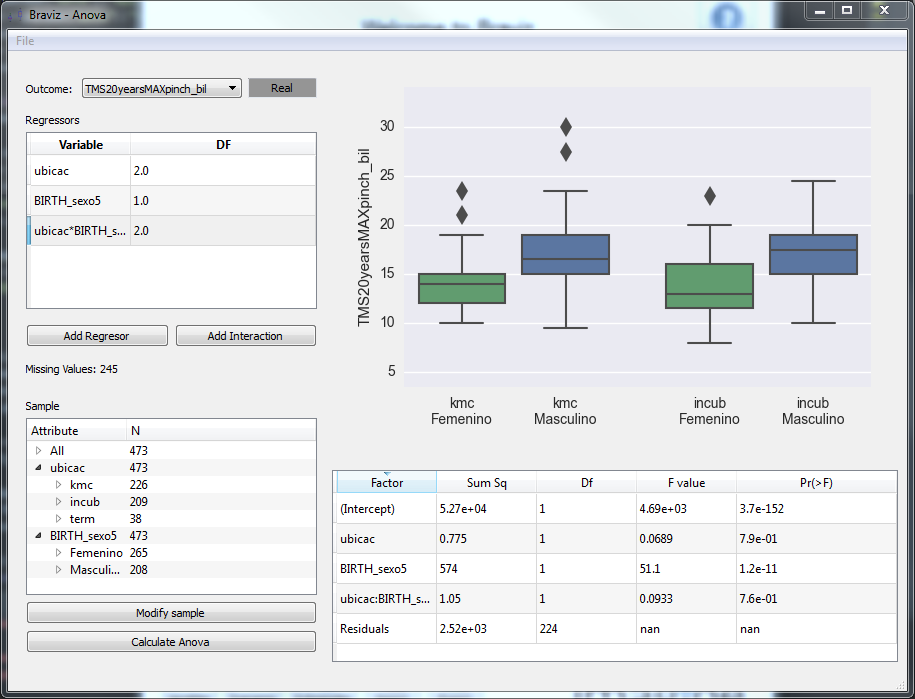 Braviz - Anova
File
Outcome: TMS20yearsMAXpinch_bil Real
Regressors
Variable DF
ubicac 2.0
BIRTH_sexo5 1.0
ubicac*BIRTH_s... 2.0
Add Regresor Add Interaction
Missing Values: 245
Sample
Attribute N
All 473
ubicac 473
kmc 226
incub 209
term 38
BIRTH_sexo5 473
Femenino 265
Masculi... 208
Modify sample
Calculate Anova
TMS20yearsMAXpinch_bil
30
25
20
15
10
5
kmc kmc incub incub
Femenino Masculino Femenino Masculino
Factor Sum Sq Df F value Pr(>F)
(Intercept) 5.27e+04 1 4.69e+03 3.7e-152
ubicac 0.775 1 0.0689 7.9e-01
BIRTH_sexo5 574 1 51.1 1.2e-11
ubicac:BIRTH_s... 1.05 1 0.0933 7.6e-01
Residuals 2.52e+03 224 nan nan